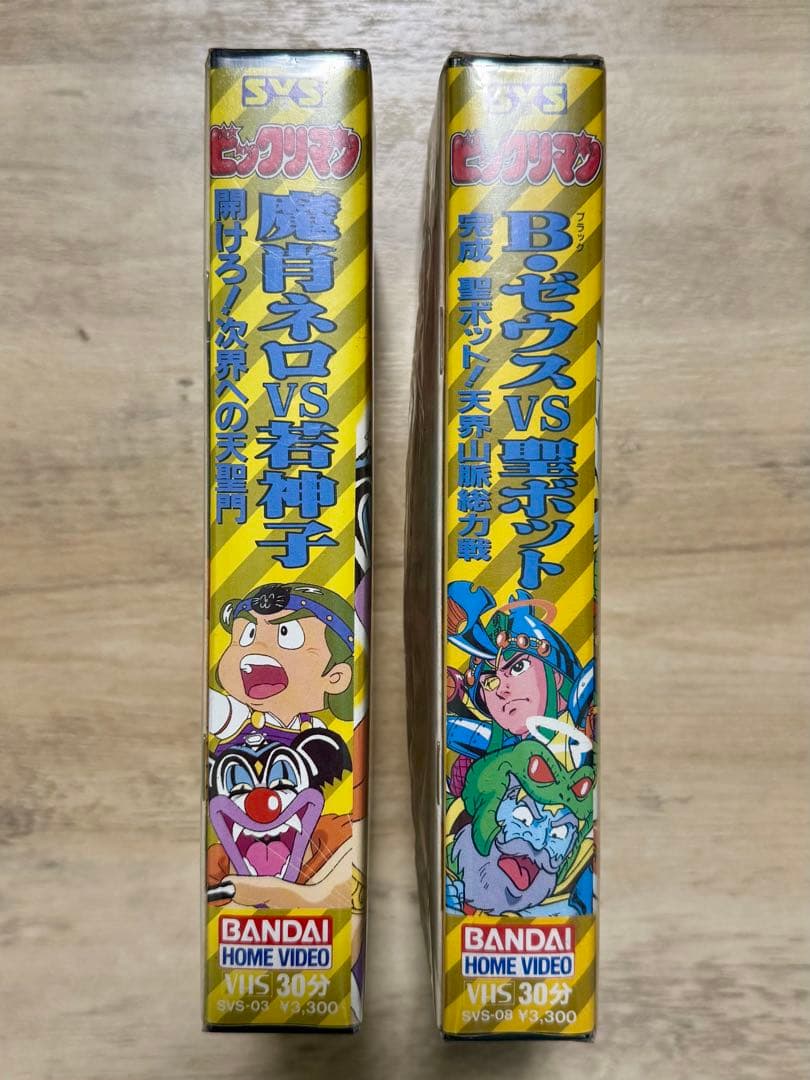 SVS
ビックリマン
魔肖ネロVS若神子
開けろ！次界への天聖門
BANDAI
HOME VIDEO
VHS 30分
SVS-03 ¥3,300
SVS
ビックリマン
ブラック
B・ゼウスVS聖ボット
完成 聖ボット！天界山脈総力戦
BANDAI
HOME VIDEO
VHS 30分
SVS-08 ¥3,300